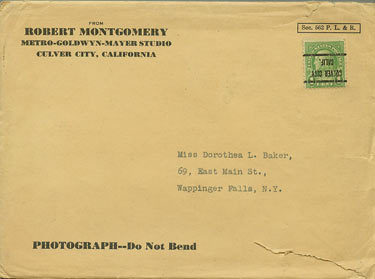 FROM
ROBERT MONTGOMERY
METRO-GOLDWYN-MAYER STUDIO
CULVER CITY, CALIFORNIA
Sec. 562 P. L. & R.
CULVER CITY
CALIF.
Miss Dorothea L. Baker,
69, East Main St.,
Wappinger Falls, N.Y.
PHOTOGRAPH--Do Not Bend